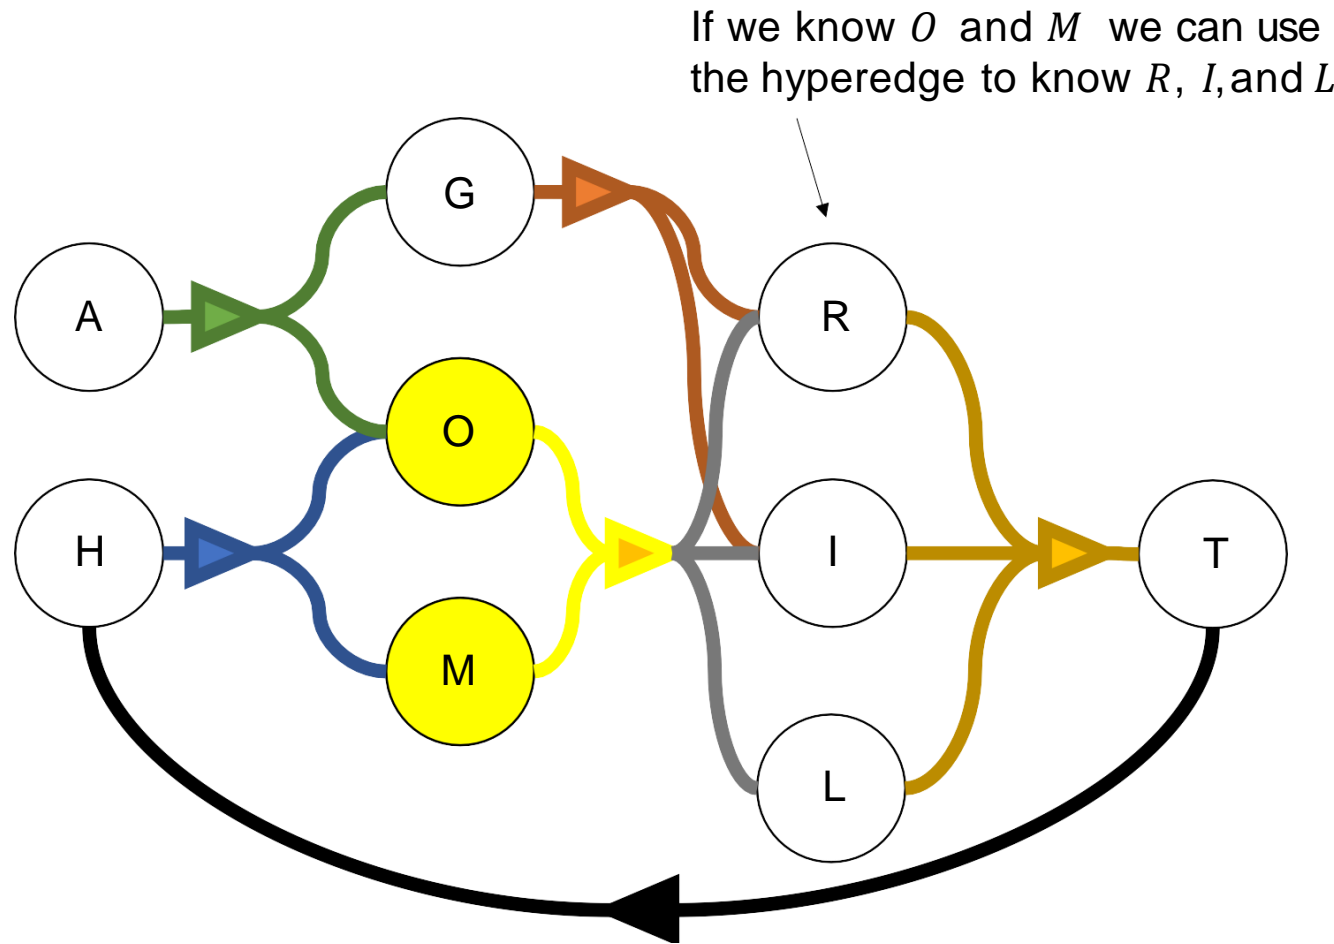 If we know O and M we can use
the hyperedge to know R, I, and L
G
A
R
O
H
I
T
M
L